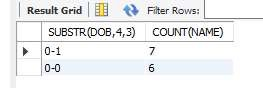 Result Grid Filter Rows:
SUBSTR(DOB,4,3) COUNT(NAME)
0-1 7
0-0 6